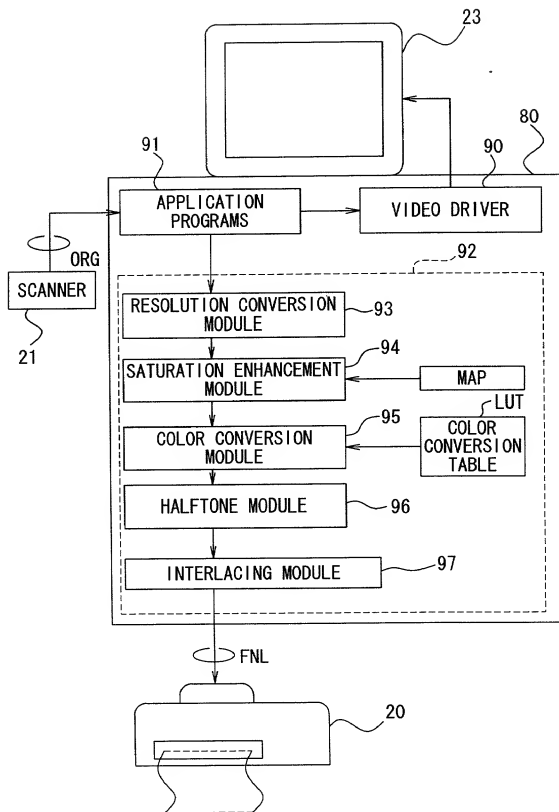 23
80
91
90
APPLICATION
PROGRAMS
VIDEO DRIVER
ORG
92
SCANNER
21
RESOLUTION CONVERSION
MODULE
93
94
SATURATION ENHANCEMENT
MODULE
MAP
LUT
95
COLOR CONVERSION
MODULE
COLOR
CONVERSION
TABLE
HALFTONE MODULE
96
INTERLACING MODULE
97
FNL
20